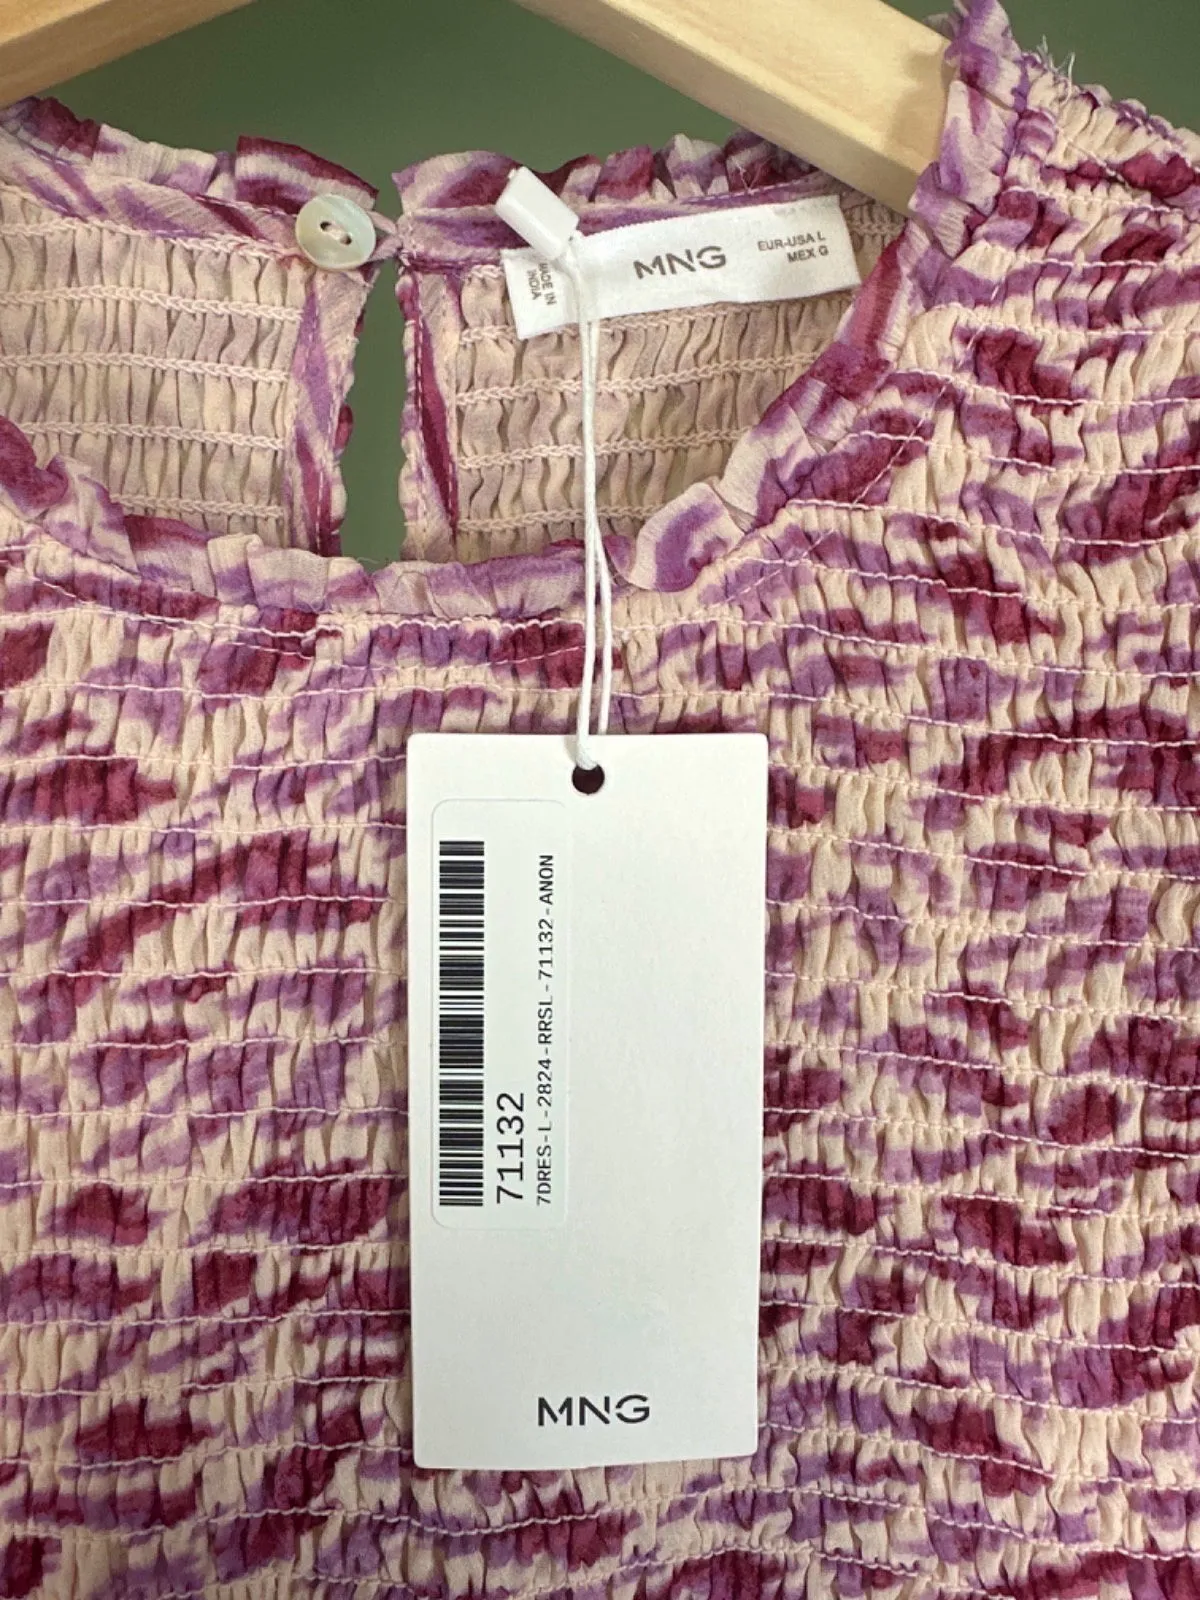 MNG
EUR-USA L
MEX G
MADE IN
INDIA
71132
7DRES-L-2824-RRSL-71132-ANON
MNG